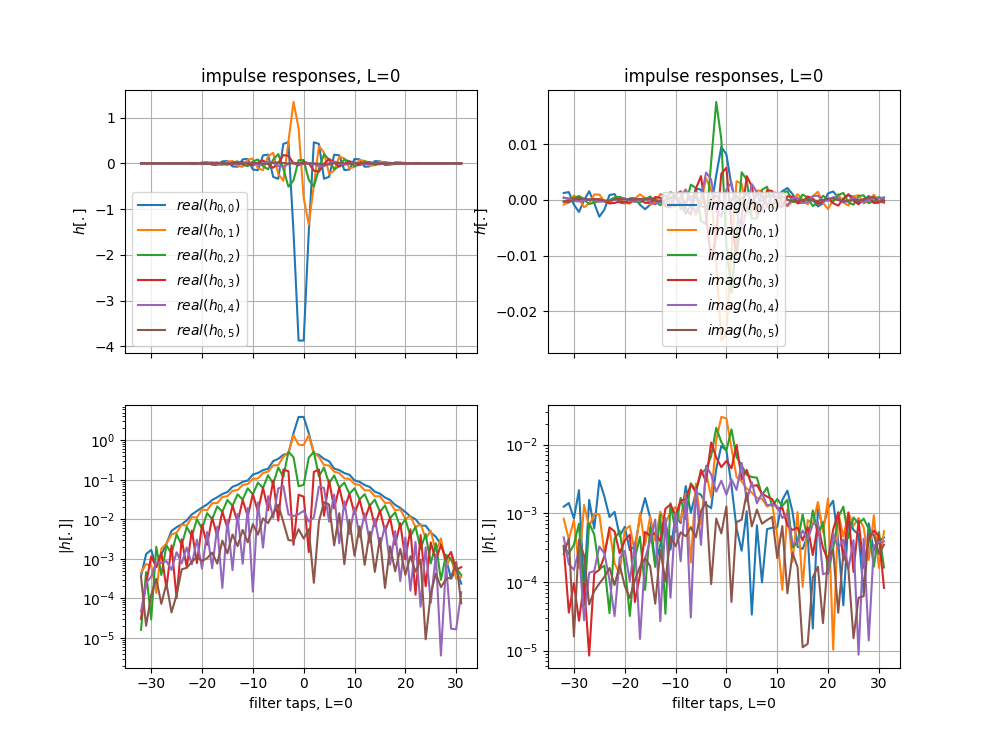 impulse responses, L=0
impulse responses, L=0
1
0
−1
−2
−3
−4
h[.]
real(h0,0)
real(h0,1)
real(h0,2)
real(h0,3)
real(h0,4)
real(h0,5)
0.01
0.00
−0.01
−0.02
h[.]
imag(h0,0)
imag(h0,1)
imag(h0,2)
imag(h0,3)
imag(h0,4)
imag(h0,5)
10^0
10^−1
10^−2
10^−3
10^−4
10^−5
|h[.]|
−30 −20 −10 0 10 20 30
filter taps, L=0
10^−2
10^−3
10^−4
10^−5
|h[.]|
−30 −20 −10 0 10 20 30
filter taps, L=0